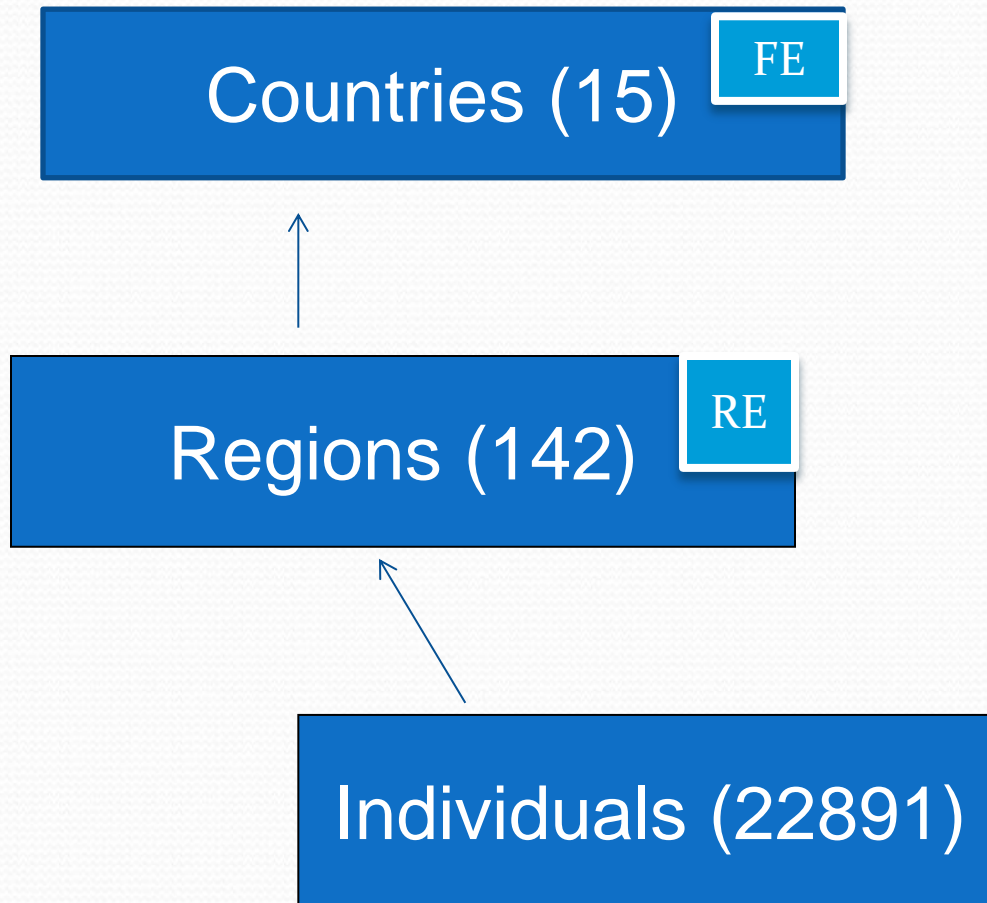 Countries (15)
FE
Regions (142)
RE
Individuals (22891)